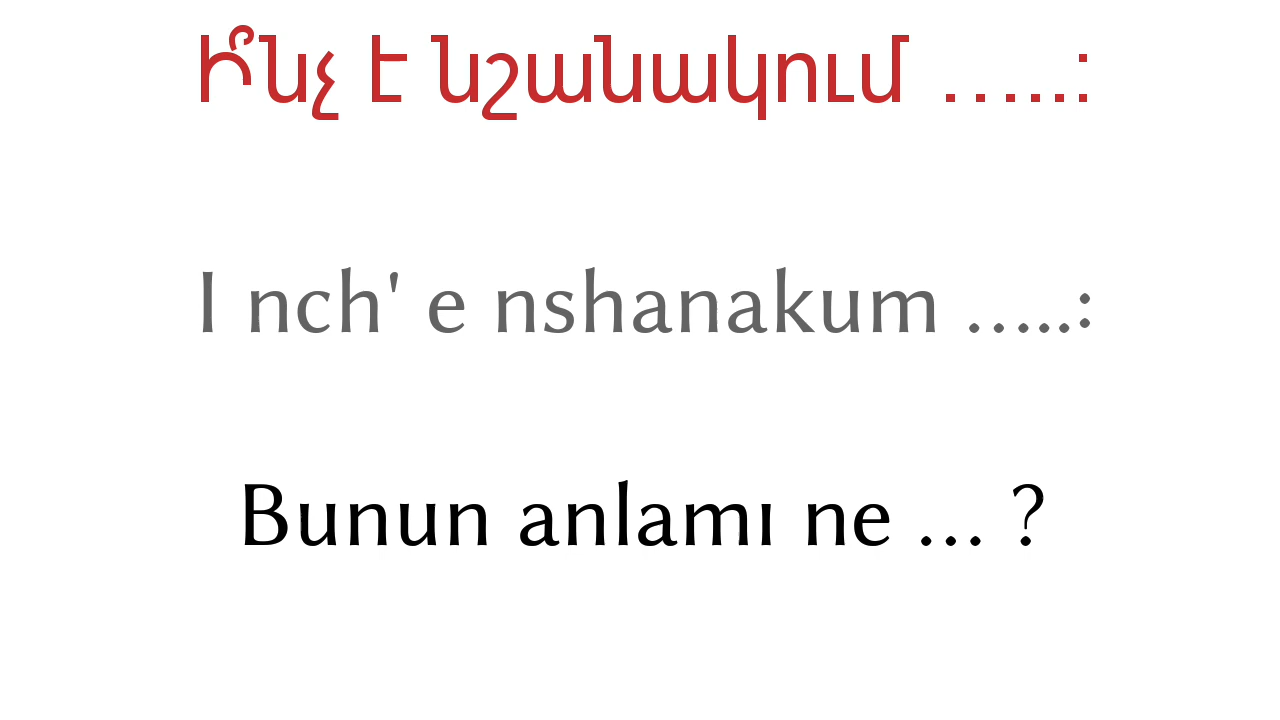 Ի՞նչ է նշանակում …..։
I nch' e nshanakum …..։
Bunun anlamı ne … ?